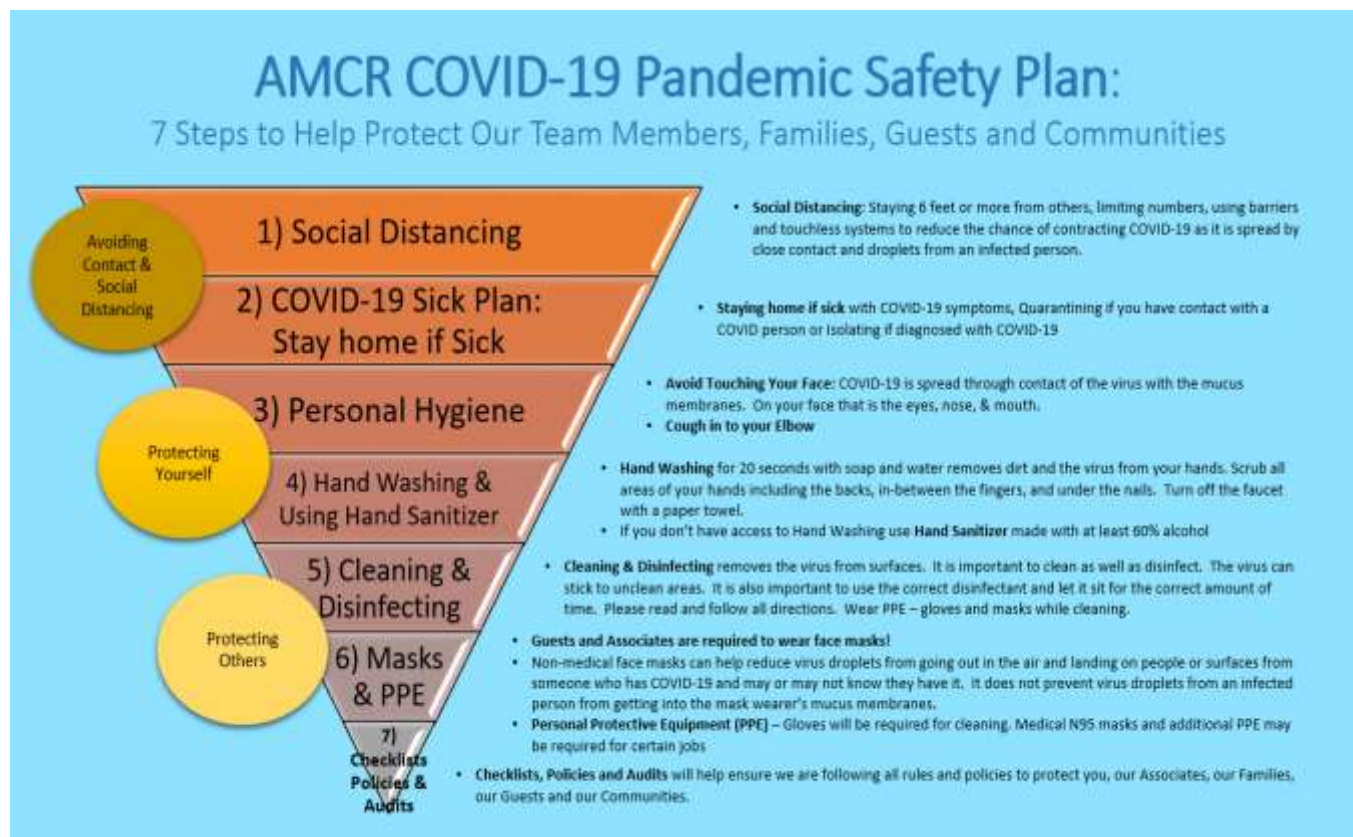 AMCR COVID-19 Pandemic Safety Plan:
7 Steps to Help Protect Our Team Members, Families, Guests and Communities
Avoiding
Contact &
Social
Distancing
1) Social Distancing
• Social Distancing: Staying 6 feet or more from others, limiting numbers, using barriers
and touchless systems to reduce the chance of contracting COVID-19 as it is spread by
close contact and droplets from an infected person.
2) COVID-19 Sick Plan:
Stay home if Sick
• Staying home if sick with COVID-19 symptoms, Quarantining if you have contact with a
COVID person or Isolating if diagnosed with COVID-19
Protecting
Yourself
3) Personal Hygiene
• Avoid Touching Your Face: COVID-19 is spread through contact of the virus with the mucus
membranes. On your face that is the eyes, nose, & mouth.
• Cough in to your Elbow
4) Hand Washing &
Using Hand Sanitizer
• Hand Washing for 20 seconds with soap and water removes dirt and the virus from your hands. Scrub all
areas of your hands including the backs, in-between the fingers, and under the nails. Turn off the faucet
with a paper towel.
• If you don't have access to Hand Washing use Hand Sanitizer made with at least 60% alcohol
5) Cleaning &
Disinfecting
• Cleaning & Disinfecting removes the virus from surfaces. It is important to clean as well as disinfect. The virus can
stick to unclean areas. It is also important to use the correct disinfectant and let it sit for the correct amount of
time. Please read and follow all directions. Wear PPE – gloves and masks while cleaning.
Protecting
Others
6) Masks
& PPE
• Guests and Associates are required to wear face masks!
• Non-medical face masks can help reduce virus droplets from going out in the air and landing on people or surfaces from
someone who has COVID-19 and may or may not know they have it. It does not prevent virus droplets from an infected
person from getting into the mask wearer's mucus membranes.
• Personal Protective Equipment (PPE) – Gloves will be required for cleaning. Medical N95 masks and additional PPE may
be required for certain jobs
7)
Checklists
Policies &
Audits
• Checklists, Policies and Audits will help ensure we are following all rules and policies to protect you, our Associates, our Families,
our Guests and our Communities.